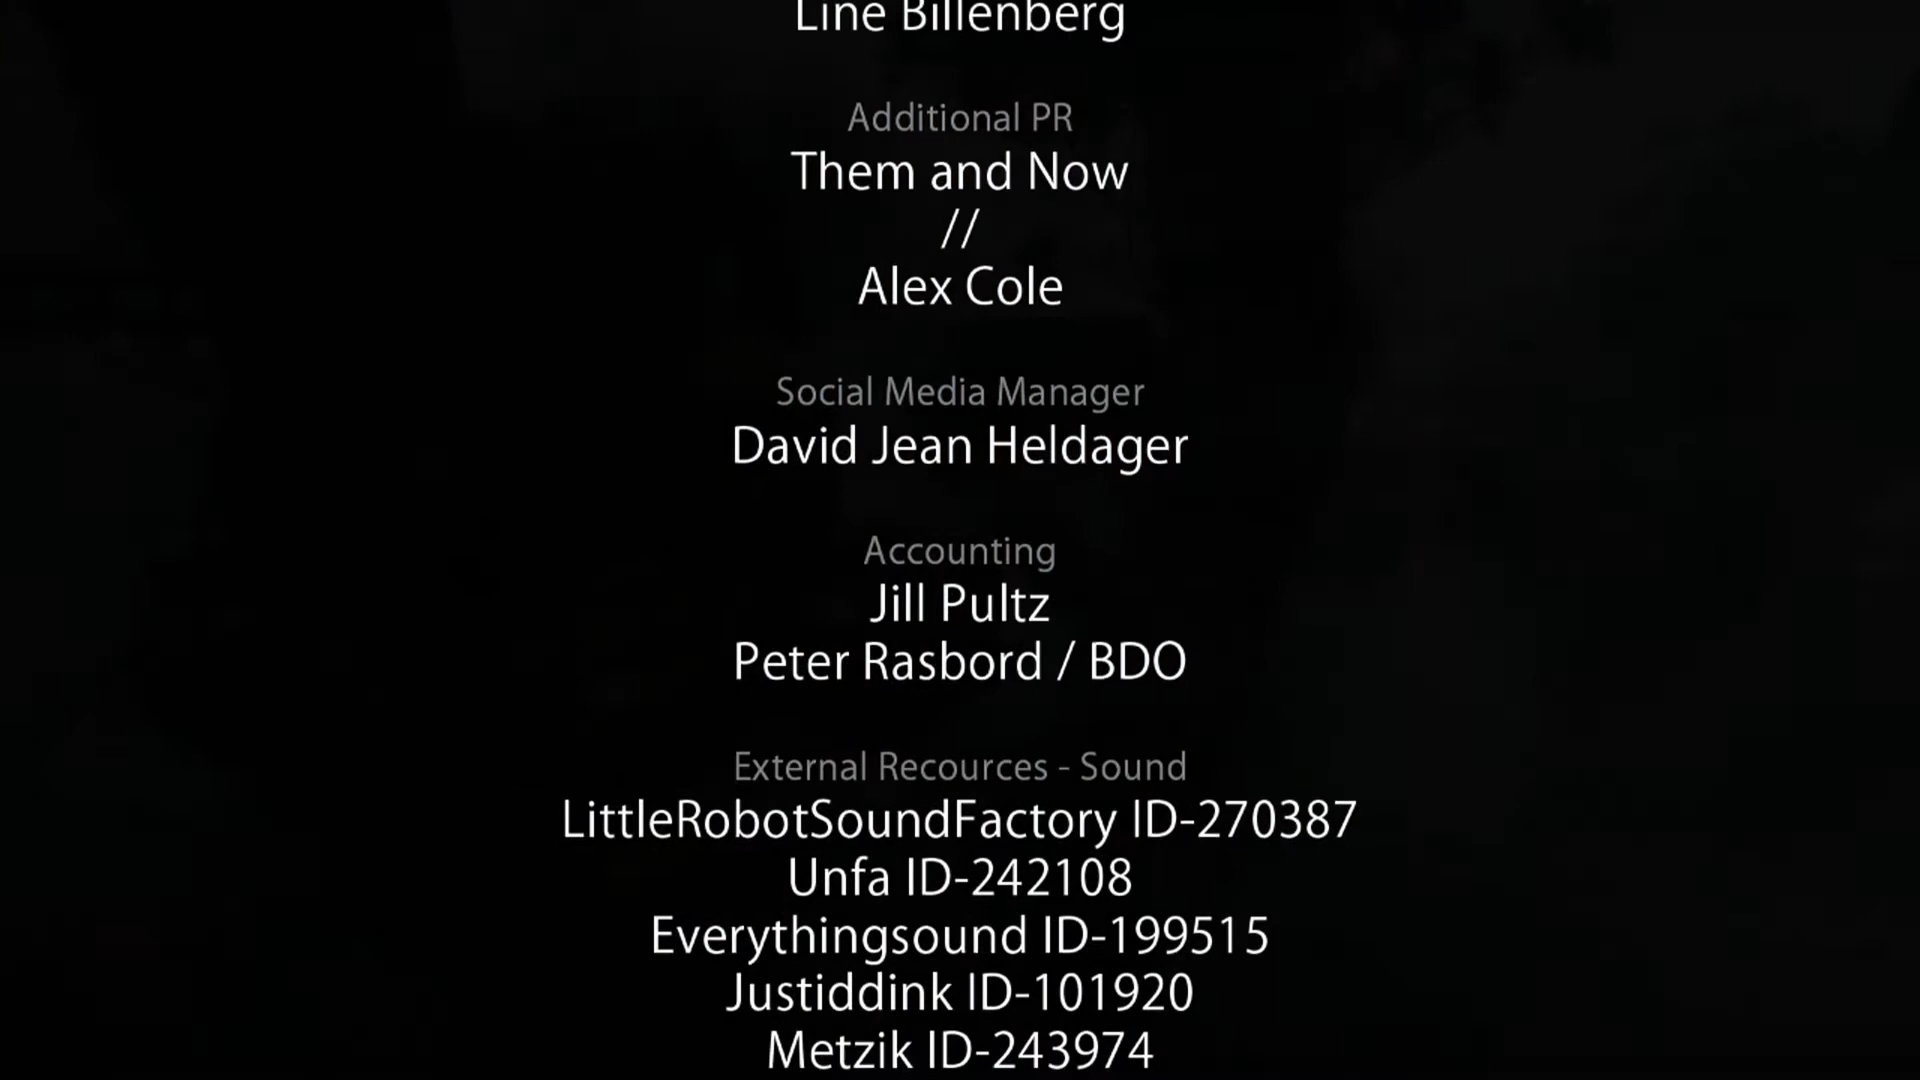 Line Billenberg
Additional PR
Them and Now
//
Alex Cole
Social Media Manager
David Jean Heldager
Accounting
Jill Pultz
Peter Rasbord / BDO
External Recources - Sound
LittleRobotSoundFactory ID-270387
Unfa ID-242108
Everythingsound ID-199515
Justiddink ID-101920
Metzik ID-243974